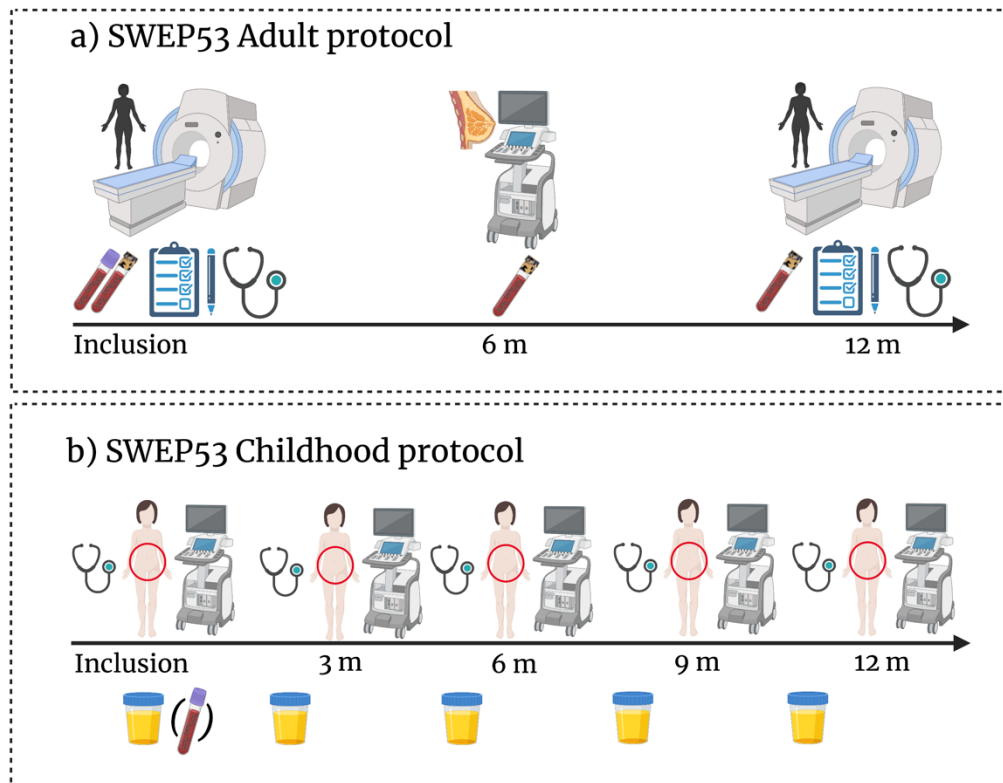 a) SWEP53 Adult protocol
Inclusion 6 m 12 m
b) SWEP53 Childhood protocol
Inclusion 3 m 6 m 9 m 12 m